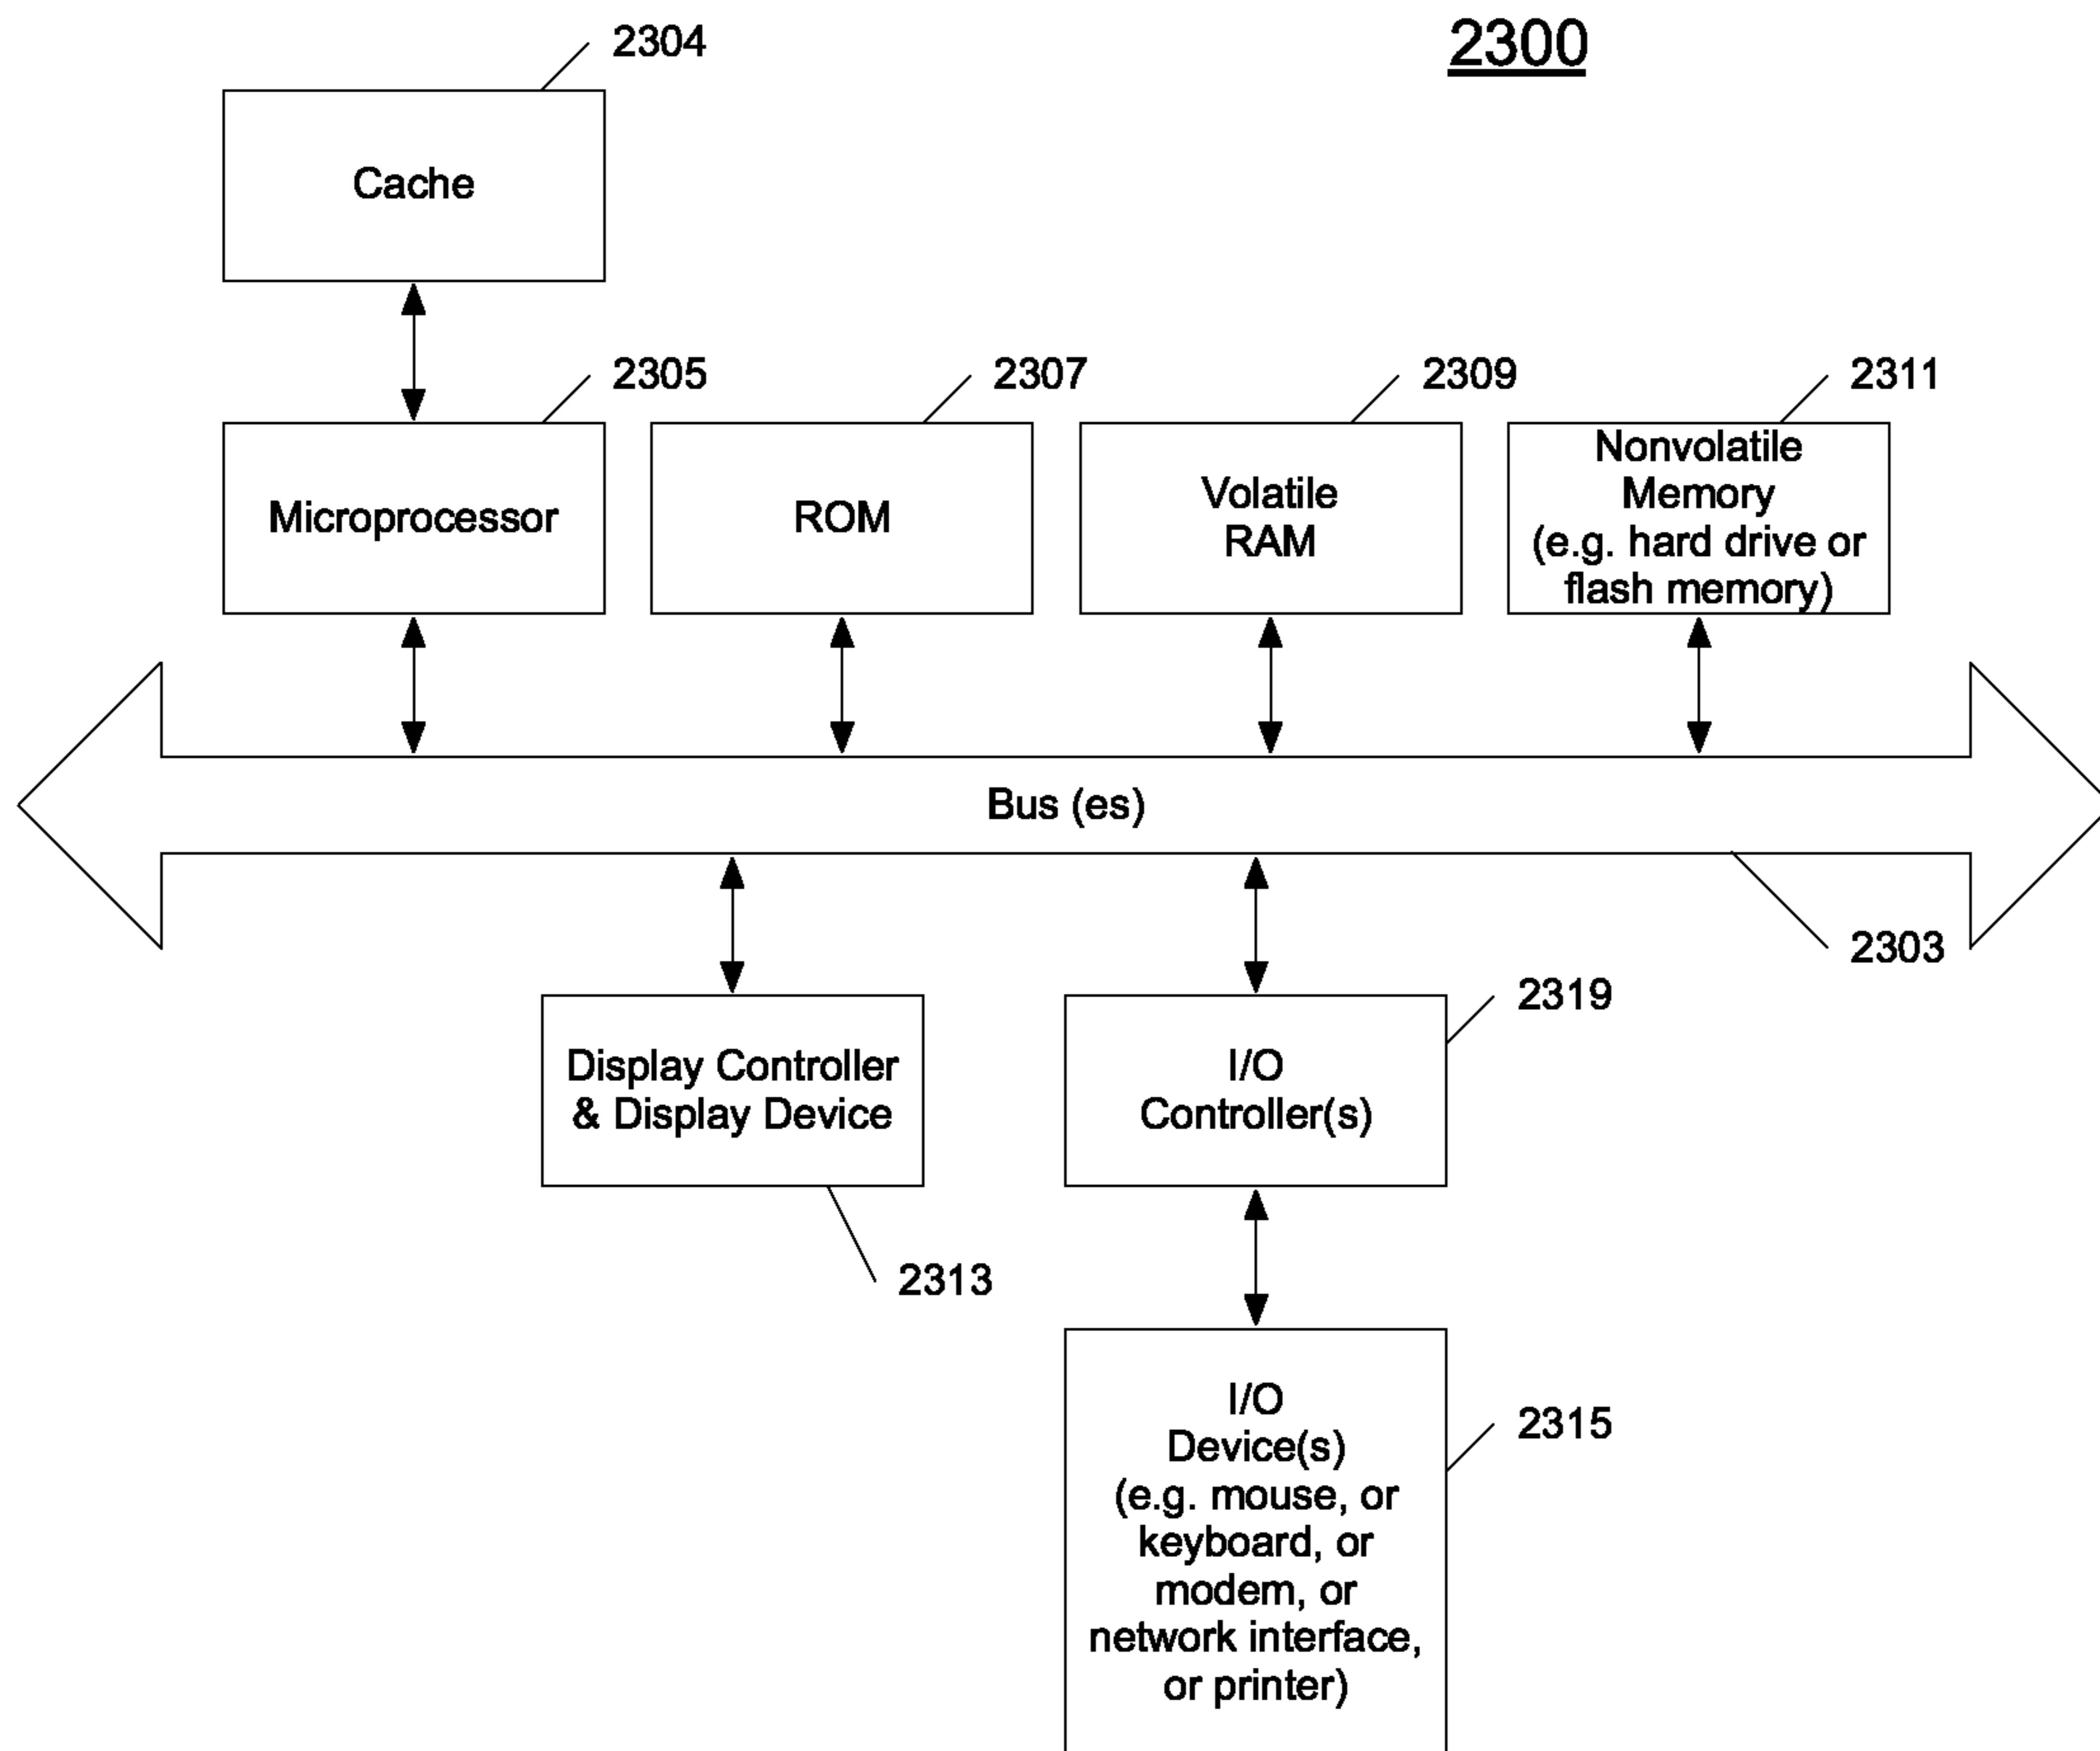 2304
2300
Cache
2305
2307
2309
2311
Microprocessor
ROM
Volatile
RAM
Nonvolatile
Memory
(e.g. hard drive or
flash memory)
Bus (es)
2303
2319
Display Controller
& Display Device
I/O
Controller(s)
2313
I/O
Device(s)
(e.g. mouse, or
keyboard, or
modem, or
network interface,
or printer)
2315